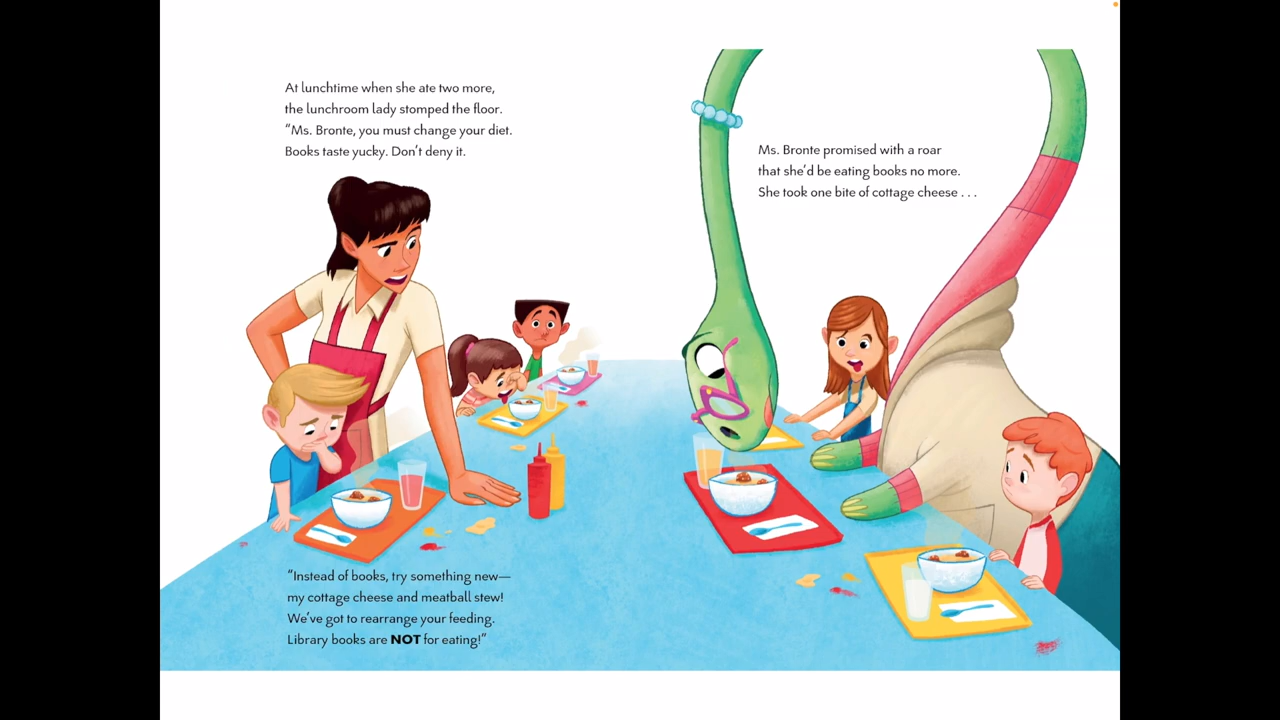 At lunchtime when she ate two more,
the lunchroom lady stomped the floor.
“Ms. Bronte, you must change your diet.
Books taste yucky. Don’t deny it.
“Instead of books, try something new—
my cottage cheese and meatball stew!
We’ve got to rearrange your feeding.
Library books are NOT for eating!”
Ms. Bronte promised with a roar
that she’d be eating books no more.
She took one bite of cottage cheese . . .